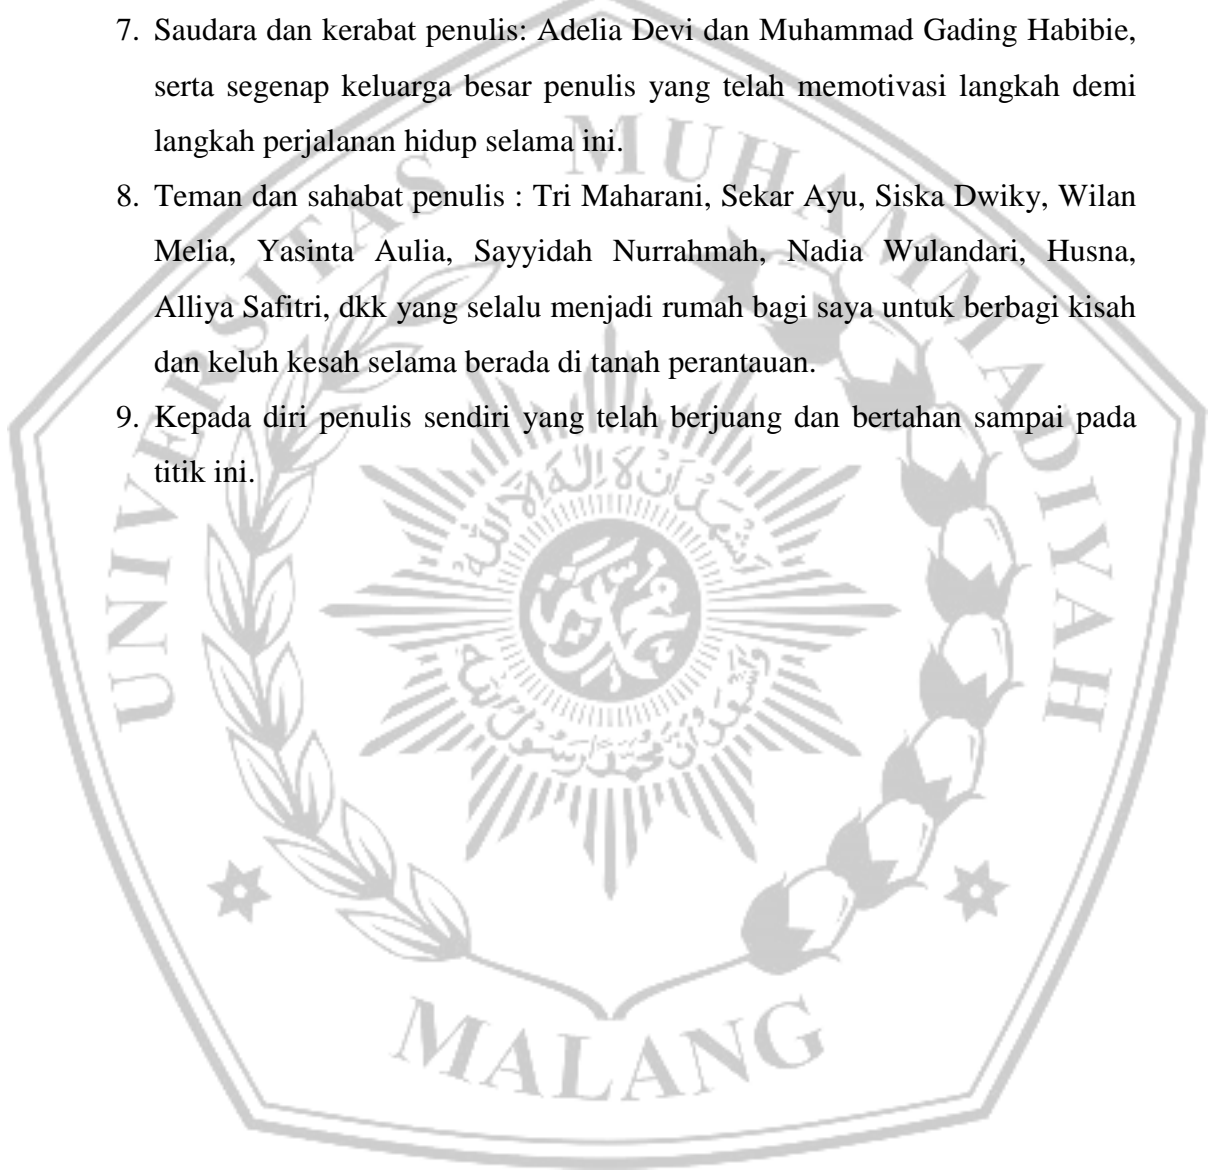 7. Saudara dan kerabat penulis: Adelia Devi dan Muhammad Gading Habibie,
serta segenap keluarga besar penulis yang telah memotivasi langkah demi
langkah perjalanan hidup selama ini.
8. Teman dan sahabat penulis : Tri Maharani, Sekar Ayu, Siska Dwiky, Wilan
Melia, Yasinta Aulia, Sayyidah Nurrahmah, Nadia Wulandari, Husna,
Alliya Safitri, dkk yang selalu menjadi rumah bagi saya untuk berbagi kisah
dan keluh kesah selama berada di tanah perantauan.
9. Kepada diri penulis sendiri yang telah berjuang dan bertahan sampai pada
titik ini.
UNIVERSITAS MUHAMMADIYAH
MALANG